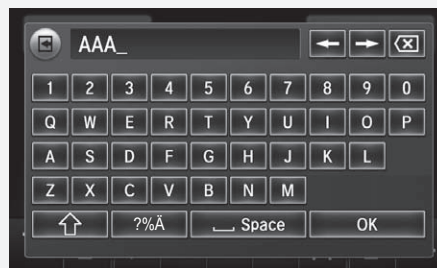 AAA_
1 2 3 4 5 6 7 8 9 0
Q W E R T Y U I O P
A S D F G H J K L
Z X C V B N M
?%Ä Space OK